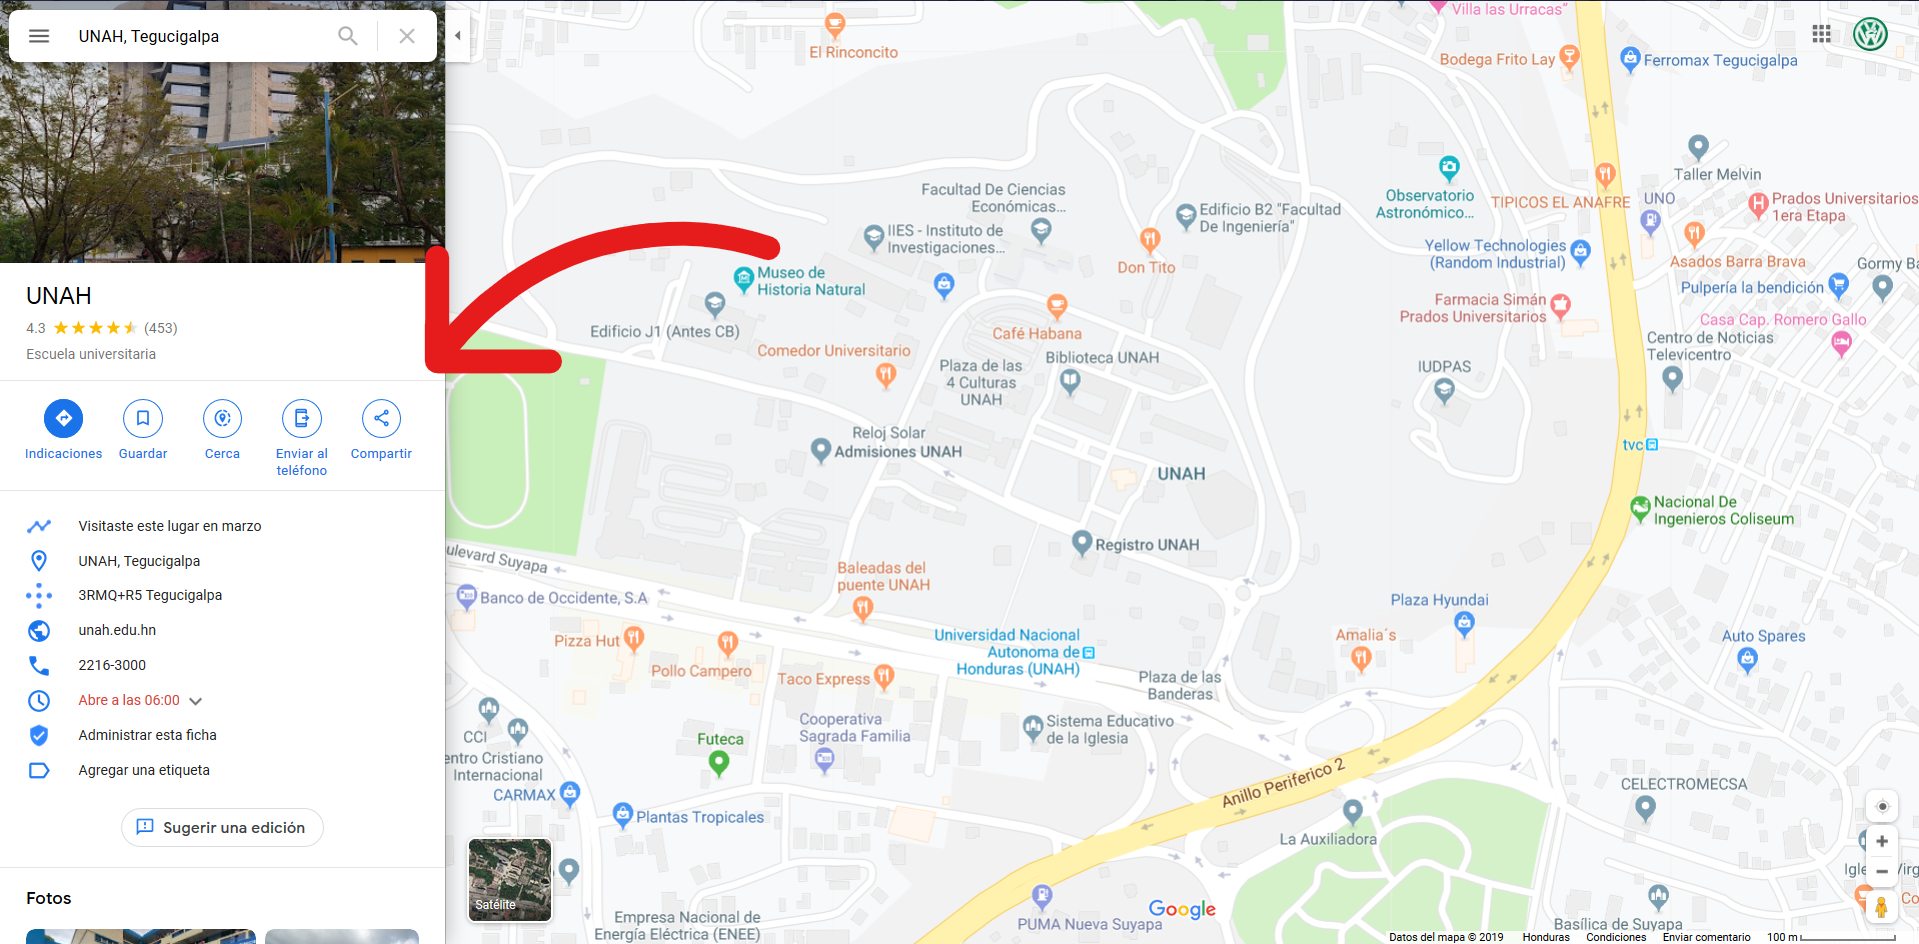 UNAH, Tegucigalpa
UNAH
4.3 (453)
Escuela universitaria
Indicaciones
Guardar
Cerca
Enviar al
teléfono
Compartir
Visitaste este lugar en marzo
UNAH, Tegucigalpa
3RMQ+R5 Tegucigalpa
unah.edu.hn
2216-3000
Abre a las 06:00
Administrar esta ficha
Agregar una etiqueta
Sugerir una edición
Fotos
Villa las Urracas"
El Rinconcito
Bodega Frito Lay
Ferromax Tegucigalpa
Taller Melvin
Facultad De Ciencias
Económicas...
Observatorio
Astronómico...
TIPICOS EL ANAFRE
UNO
Prados Universitarios
1era Etapa
Edificio B2 "Facultad
De Ingeniería"
IIES - Instituto de
Investigaciones...
Yellow Technologies
(Random Industrial)
Asados Barra Brava
Gormy Ba
Don Tito
Museo de
Historia Natural
Pulpería la bendición
Farmacia Simán
Prados Universitarios
Casa Cap. Romero Gallo
Edificio J1 (Antes CB)
Café Habana
Centro de Noticias
Televicentro
Comedor Universitario
Biblioteca UNAH
Plaza de las
4 Culturas
UNAH
IUDPAS
Reloj Solar
Admisiones UNAH
tvc
UNAH
Nacional De
Ingenieros Coliseum
Registro UNAH
ulevard Suyapa
Baleadas del
puente UNAH
Banco de Occidente, S.A
Plaza Hyundai
Pizza Hut
Universidad Nacional
Autonoma de
Honduras (UNAH)
Amalia´s
Auto Spares
Pollo Campero
Taco Express
Plaza de las
Banderas
Cooperativa
Sagrada Familia
Sistema Educativo
de la Iglesia
CCI
entro Cristiano
Internacional
Futeca
CARMAX
Anillo Periferico 2
CELECTROMECSA
Plantas Tropicales
La Auxiliadora
Satélite
Igle
Virg
Empresa Nacional de
Energía Eléctrica (ENEE)
PUMA Nueva Suyapa
Google
Basílica de Suyapa
Co
Datos del mapa © 2019 Honduras Condiciones Enviar comentario 100 m